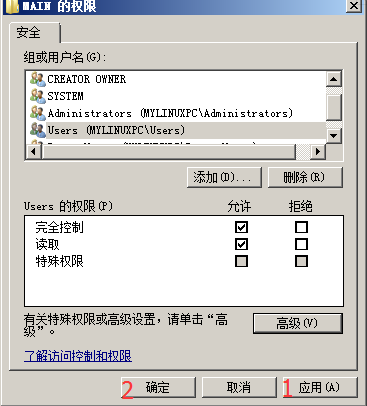 MAIN 的权限
安全
组或用户名(G):
CREATOR OWNER
SYSTEM
Administrators (MYLINUXPC\Administrators)
Users (MYLINUXPC\Users)
添加(D)... 删除(R)
Users 的权限(P) 允许 拒绝
完全控制
读取
特殊权限
有关特殊权限或高级设置，请单击“高
级”。
高级(V)
了解访问控制和权限
2 确定 取消 1 应用(A)